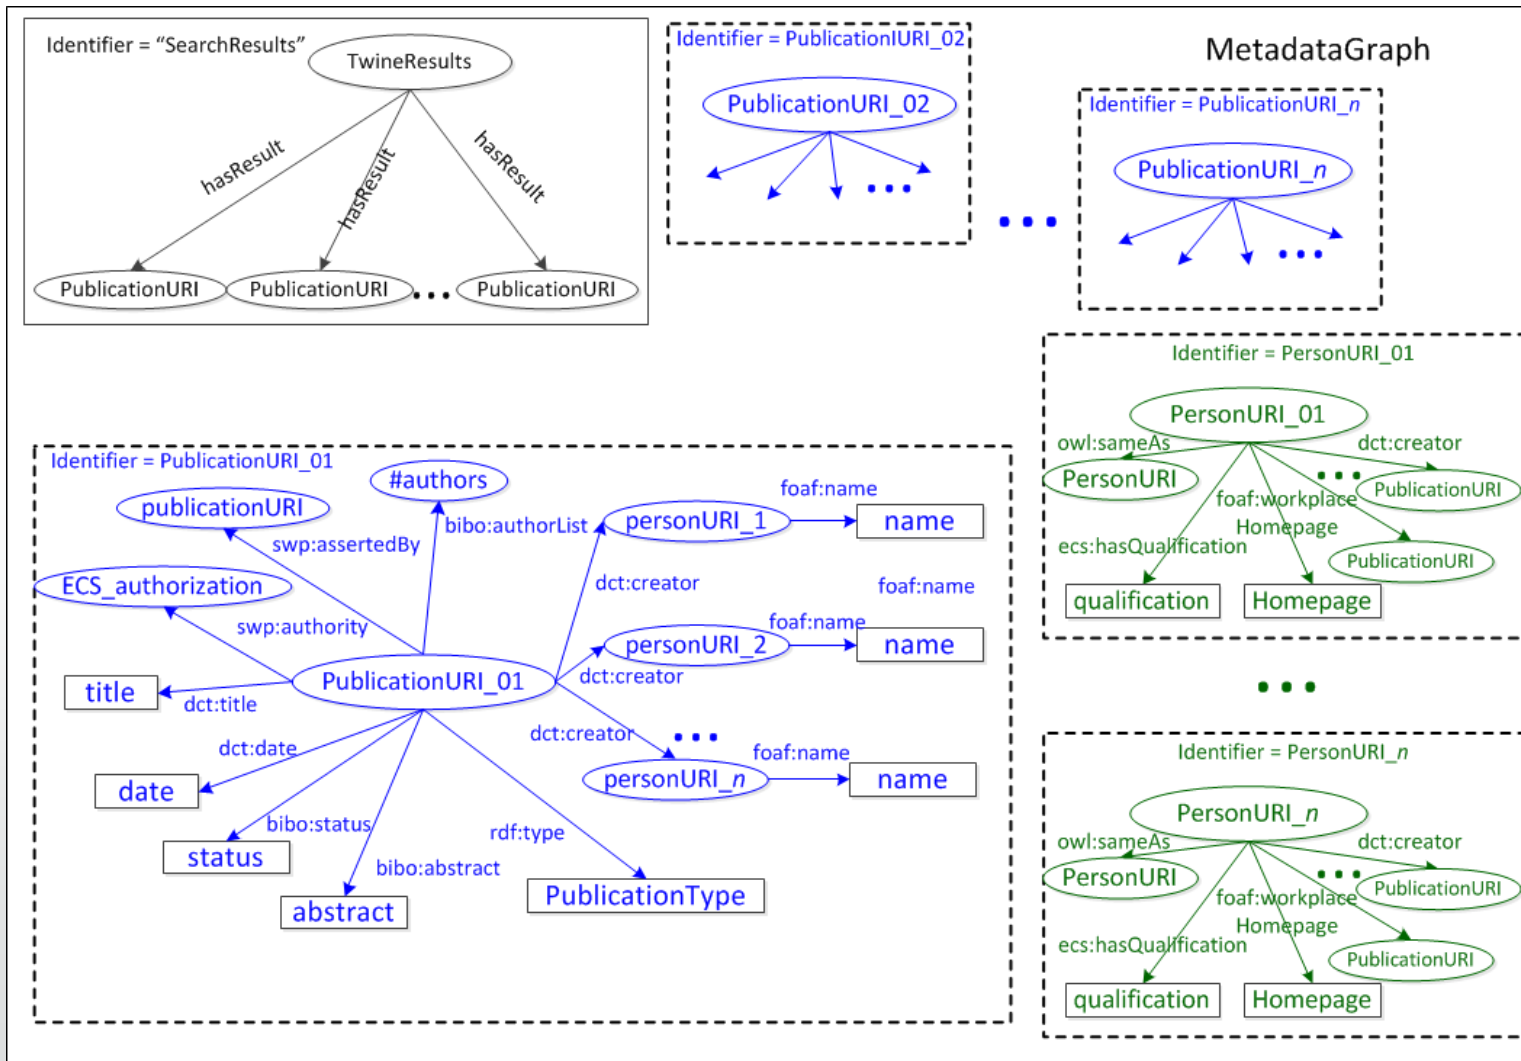 Identifier = “SearchResults”
TwineResults
hasResult
hasResult
hasResult
PublicationURI
PublicationURI
...
PublicationURI
Identifier = PublicationIURI_02
PublicationURI_02
...
...
MetadataGraph
Identifier = PublicationURI_n
PublicationURI_n
...
Identifier = PublicationURI_01
publicationURI
#authors
swp:assertedBy
bibo:authorList
ECS_authorization
swp:authority
PublicationURI_01
title
dct:title
dct:date
date
bibo:status
status
bibo:abstract
abstract
rdf:type
PublicationType
personURI_1
foaf:name
name
dct:creator
foaf:name
personURI_2
foaf:name
name
dct:creator
dct:creator
...
personURI_n
foaf:name
name
Identifier = PersonURI_01
PersonURI_01
owl:sameAs
dct:creator
PersonURI
...
PublicationURI
foaf:workplace
Homepage
ecs:hasQualification
PublicationURI
qualification
Homepage
...
Identifier = PersonURI_n
PersonURI_n
owl:sameAs
dct:creator
PersonURI
...
PublicationURI
foaf:workplace
Homepage
ecs:hasQualification
PublicationURI
qualification
Homepage